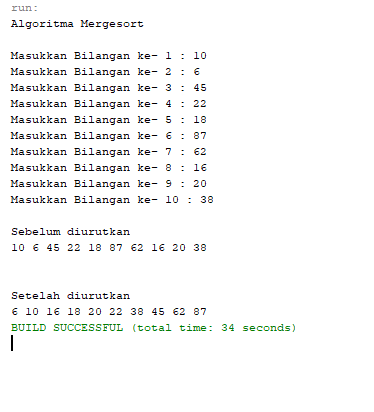 run:
Algoritma Mergesort
Masukkan Bilangan ke- 1 : 10
Masukkan Bilangan ke- 2 : 6
Masukkan Bilangan ke- 3 : 45
Masukkan Bilangan ke- 4 : 22
Masukkan Bilangan ke- 5 : 18
Masukkan Bilangan ke- 6 : 87
Masukkan Bilangan ke- 7 : 62
Masukkan Bilangan ke- 8 : 16
Masukkan Bilangan ke- 9 : 20
Masukkan Bilangan ke- 10 : 38
Sebelum diurutkan
10 6 45 22 18 87 62 16 20 38
Setelah diurutkan
6 10 16 18 20 22 38 45 62 87
BUILD SUCCESSFUL (total time: 34 seconds)